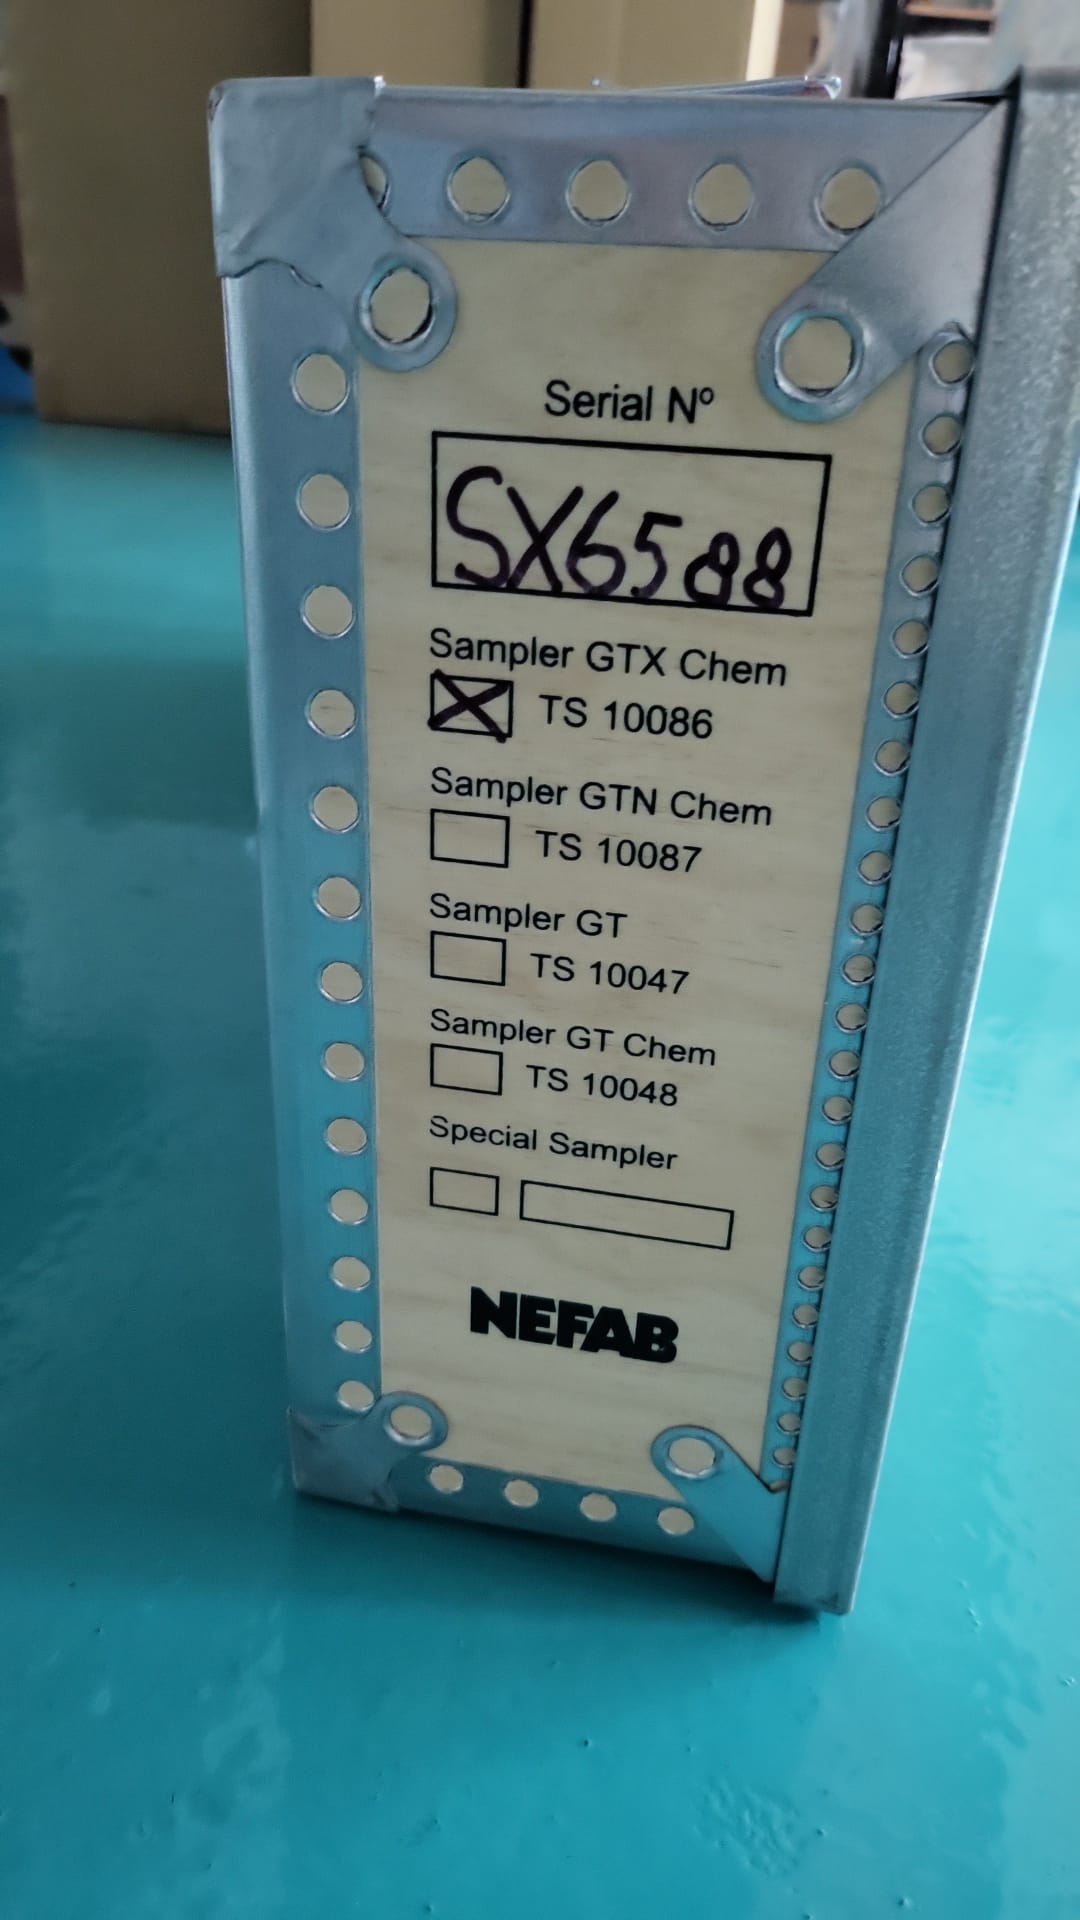 Serial Nº
SX6588
Sampler GTX Chem
TS 10086
Sampler GTN Chem
TS 10087
Sampler GT
TS 10047
Sampler GT Chem
TS 10048
Special Sampler
NEFAB